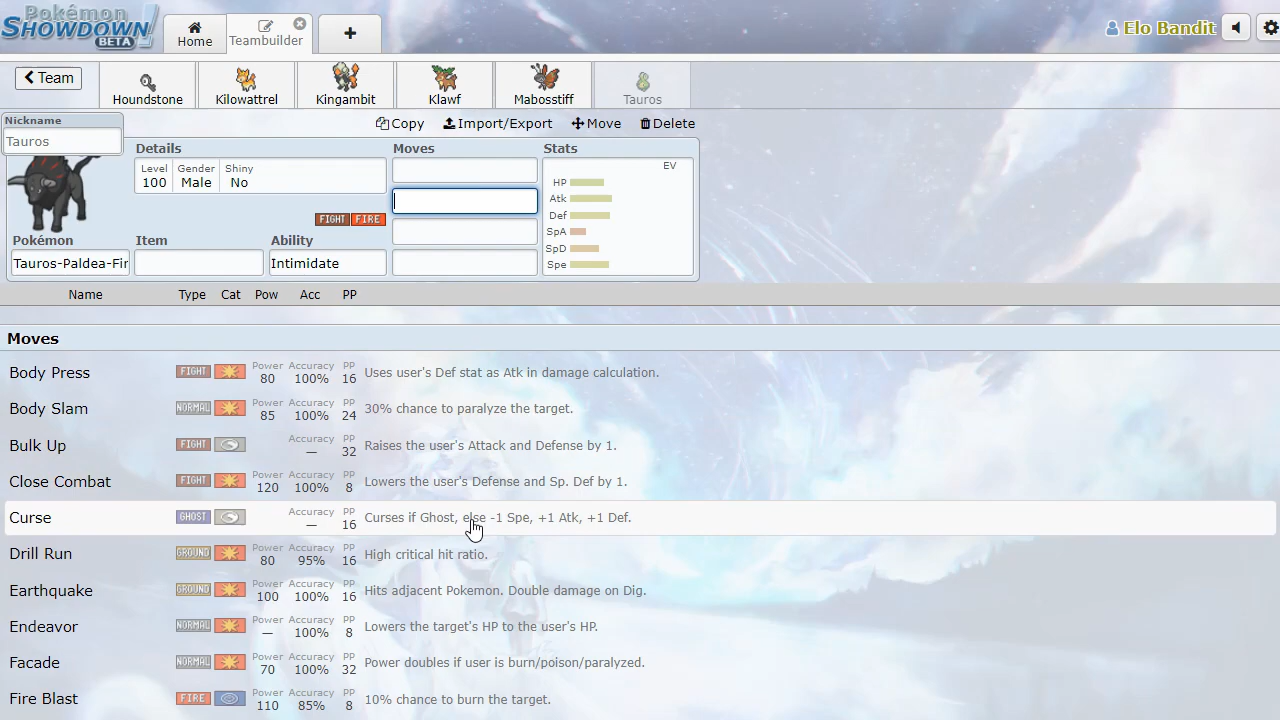 Pokémon
SHOWDOWN!
BETA
Home
Teambuilder
+
Elo Bandit
Team
Houndstone
Kilowattrel
Kingambit
Klawf
Mabosstiff
Tauros
Nickname
Tauros
Copy Import/Export Move Delete
Details
Level Gender Shiny
100 Male No
FIGHT FIRE
Pokémon Item Ability
Tauros-Paldea-Fir Intimidate
Moves
Stats
EV
HP
Atk
Def
SpA
SpD
Spe
Name Type Cat Pow Acc PP
Moves
Body Press FIGHT Power 80 Accuracy 100% PP 16 Uses user's Def stat as Atk in damage calculation.
Body Slam NORMAL Power 85 Accuracy 100% PP 24 30% chance to paralyze the target.
Bulk Up FIGHT Accuracy — PP 32 Raises the user's Attack and Defense by 1.
Close Combat FIGHT Power 120 Accuracy 100% PP 8 Lowers the user's Defense and Sp. Def by 1.
Curse GHOST Accuracy — PP 16 Curses if Ghost, else -1 Spe, +1 Atk, +1 Def.
Drill Run GROUND Power 80 Accuracy 95% PP 16 High critical hit ratio.
Earthquake GROUND Power 100 Accuracy 100% PP 16 Hits adjacent Pokemon. Double damage on Dig.
Endeavor NORMAL Power — Accuracy 100% PP 8 Lowers the target's HP to the user's HP.
Facade NORMAL Power 70 Accuracy 100% PP 32 Power doubles if user is burn/poison/paralyzed.
Fire Blast FIRE Power 110 Accuracy 85% PP 8 10% chance to burn the target.